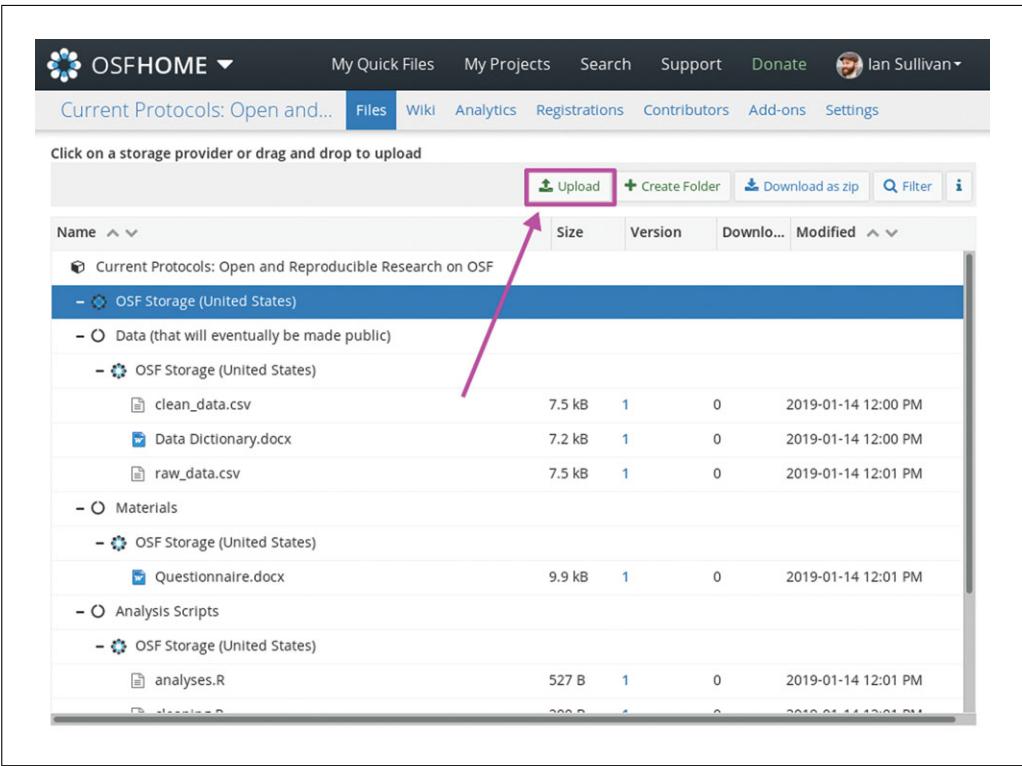 OSFHOME My Quick Files My Projects Search Support Donate Ian Sullivan
Current Protocols: Open and... Files Wiki Analytics Registrations Contributors Add-ons Settings
Click on a storage provider or drag and drop to upload
Upload + Create Folder Download as zip Filter i
Name Size Version Downlo... Modified
Current Protocols: Open and Reproducible Research on OSF
– OSF Storage (United States)
– Data (that will eventually be made public)
– OSF Storage (United States)
clean_data.csv 7.5 kB 1 0 2019-01-14 12:00 PM
Data Dictionary.docx 7.2 kB 1 0 2019-01-14 12:00 PM
raw_data.csv 7.5 kB 1 0 2019-01-14 12:01 PM
– Materials
– OSF Storage (United States)
Questionnaire.docx 9.9 kB 1 0 2019-01-14 12:01 PM
– Analysis Scripts
– OSF Storage (United States)
analyses.R 527 B 1 0 2019-01-14 12:01 PM